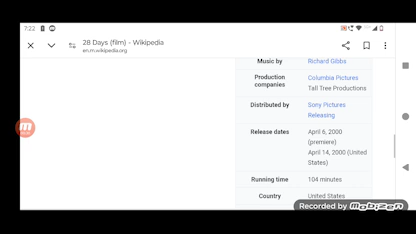 7:22
28 Days (film) - Wikipedia
en.m.wikipedia.org
Music by Richard Gibbs
Production Columbia Pictures
companies Tall Tree Productions
Distributed by Sony Pictures
Releasing
Release dates April 6, 2000
(premiere)
April 14, 2000 (United
States)
Running time 104 minutes
Country United States
Recorded by Mobizen